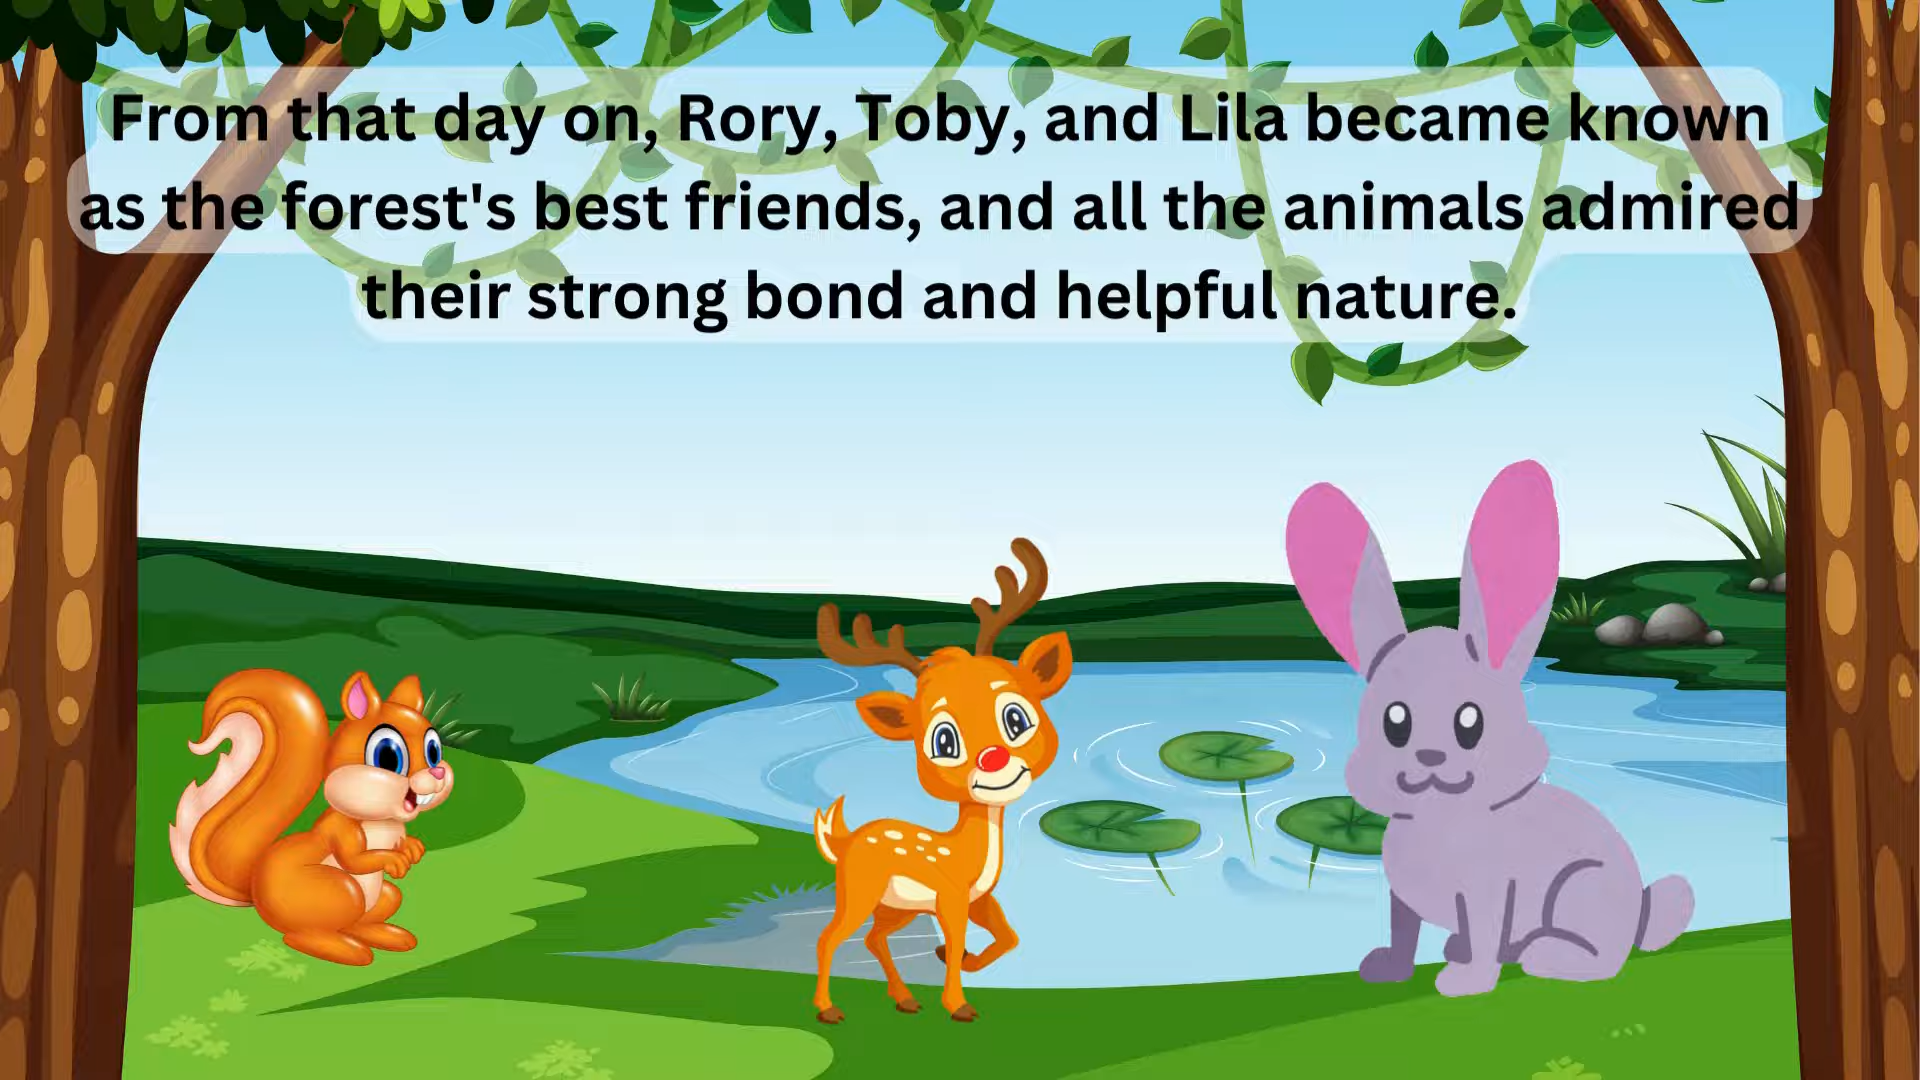 From that day on, Rory, Toby, and Lila became known
as the forest's best friends, and all the animals admired
their strong bond and helpful nature.